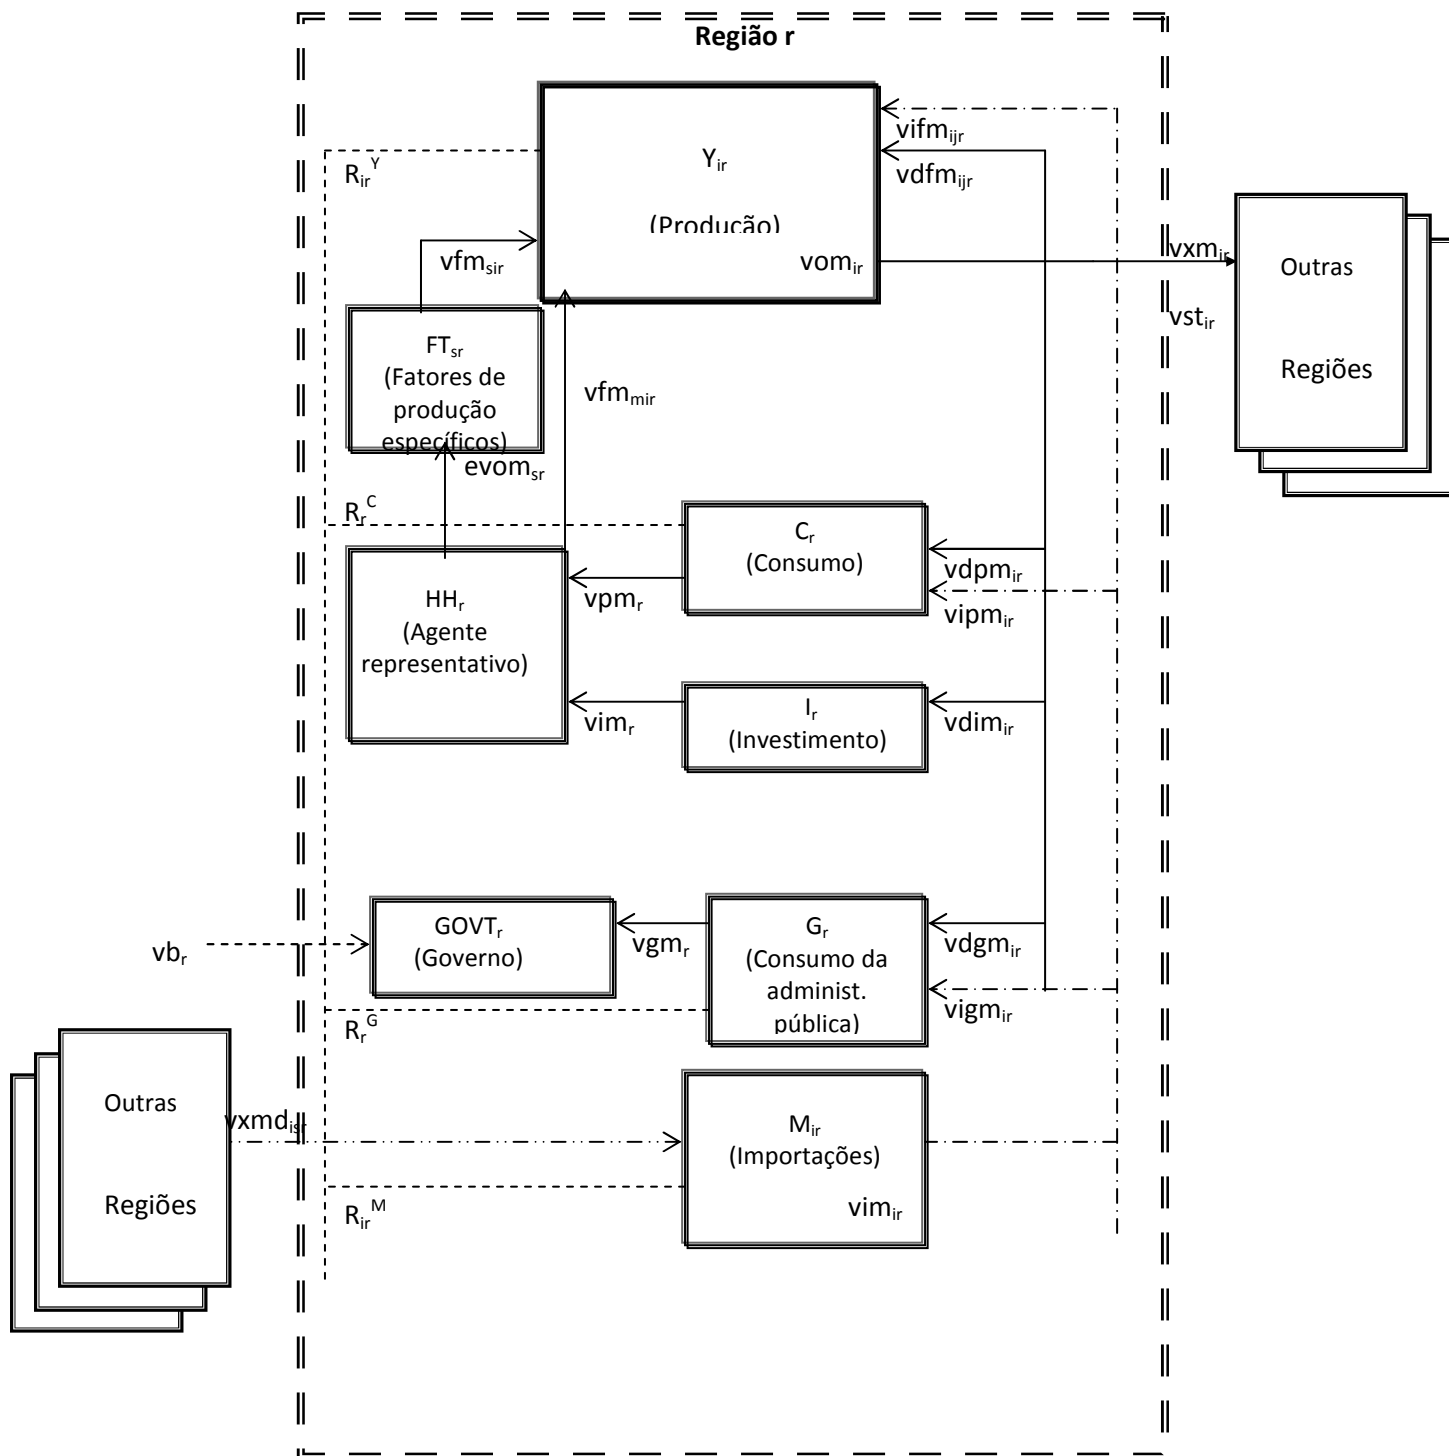 Região r
Y_ir
(Produção)
vom_ir
R_ir^Y
vifm_ijr
vdfm_ijr
vfm_sir
vxm_ir
vst_ir
Outras
Regiões
FT_sr
(Fatores de
produção
específicos)
vfm_mir
evom_sr
R_r^C
C_r
(Consumo)
vdpm_ir
vipm_ir
vpm_r
HH_r
(Agente
representativo)
I_r
(Investimento)
vim_r
vdim_ir
GOVT_r
(Governo)
vb_r
vgm_r
G_r
(Consumo da
administ.
pública)
vdgm_ir
vigm_ir
R_r^G
Outras
Regiões
vxmd_isr
M_ir
(Importações)
vim_ir
R_ir^M